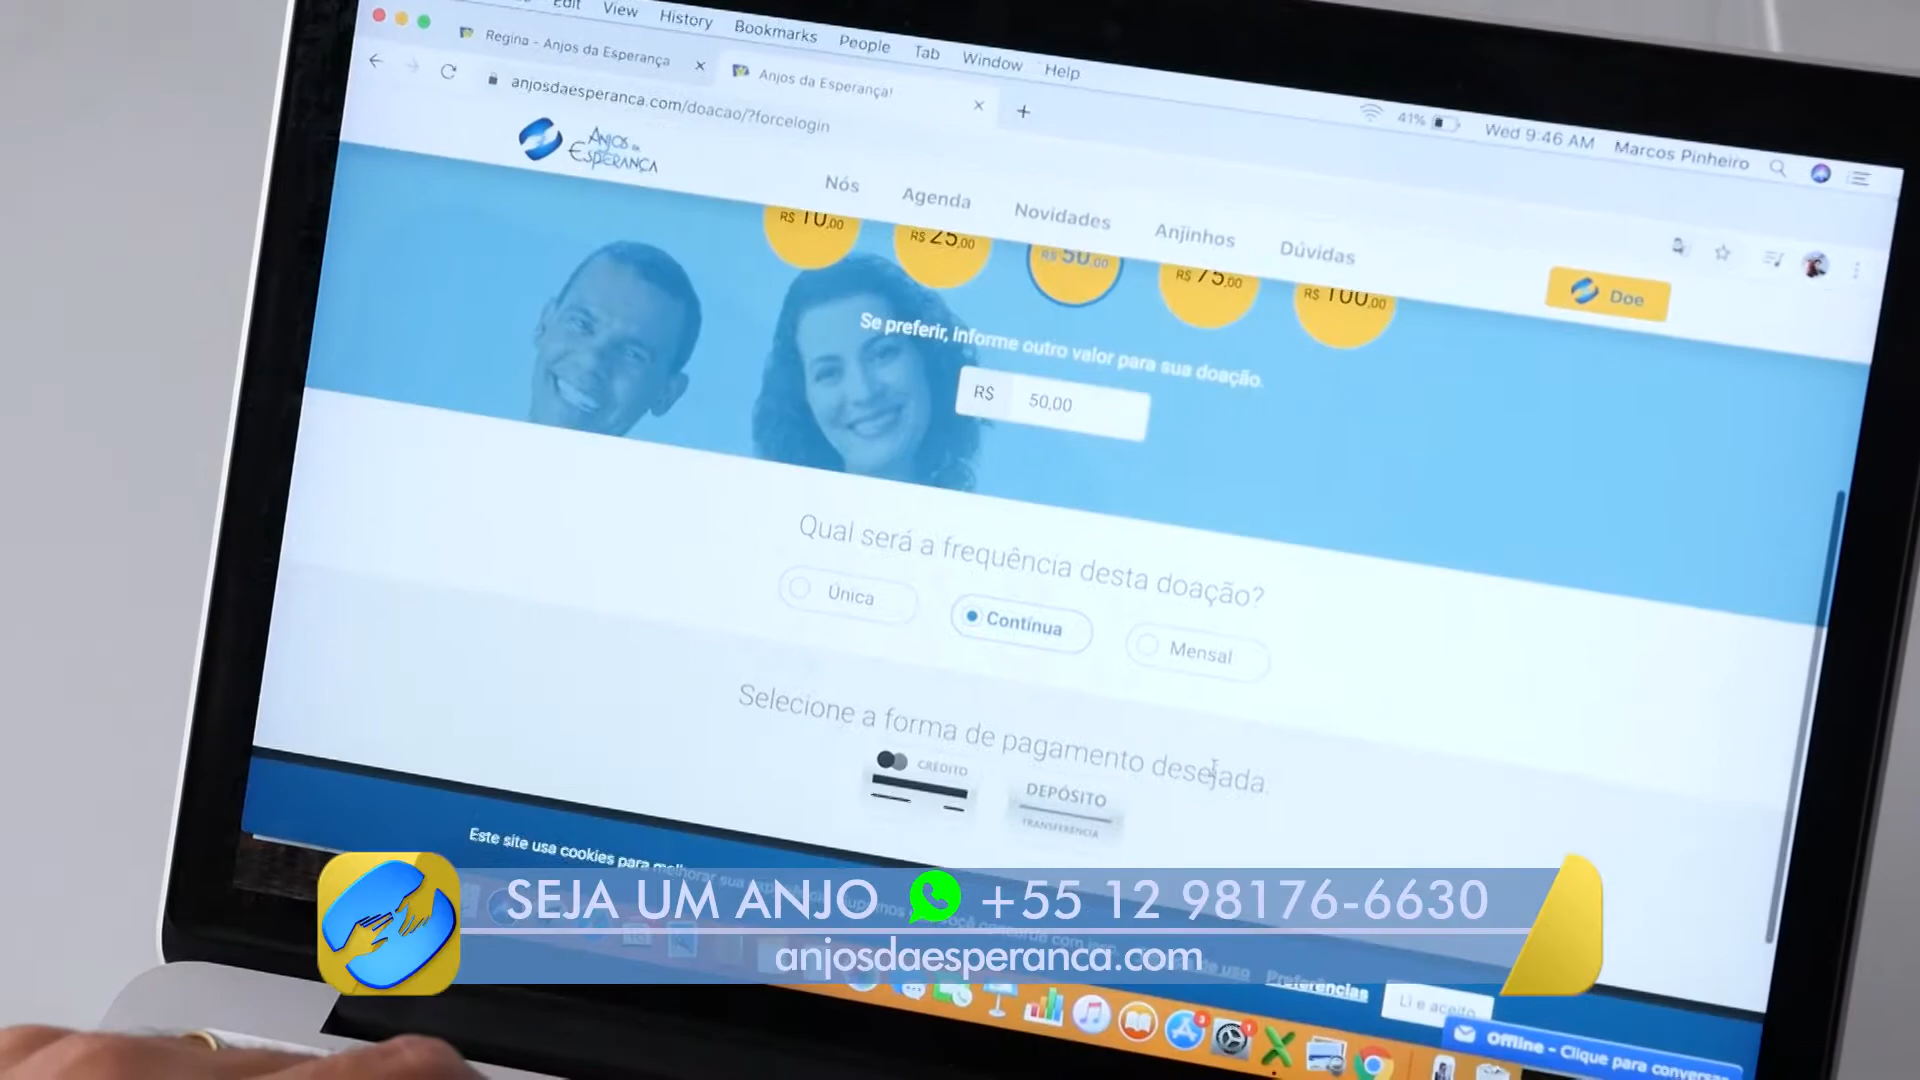 Edit View History Bookmarks People Tab Window Help
41% Wed 9:46 AM Marcos Pinheiro
Regina - Anjos da Esperança
Anjos da Esperança!
anjosdaesperanca.com/doacao/?forcelogin
ANJOS DA
ESPERANÇA
Nós Agenda Novidades Anjinhos Dúvidas
Doe
R$ 10,00 R$ 25,00 R$ 50,00 R$ 75,00 R$ 100,00
Se preferir, informe outro valor para sua doação.
R$ 50,00
Qual será a frequência desta doação?
Única Contínua Mensal
Selecione a forma de pagamento desejada.
CRÉDITO
DEPÓSITO
TRANSFERÊNCIA
Este site usa cookies para melhorar sua
SEJA UM ANJO +55 12 98176-6630
anjosdaesperanca.com
de uso Preferências
Li e aceito
Offline - Clique para conversar